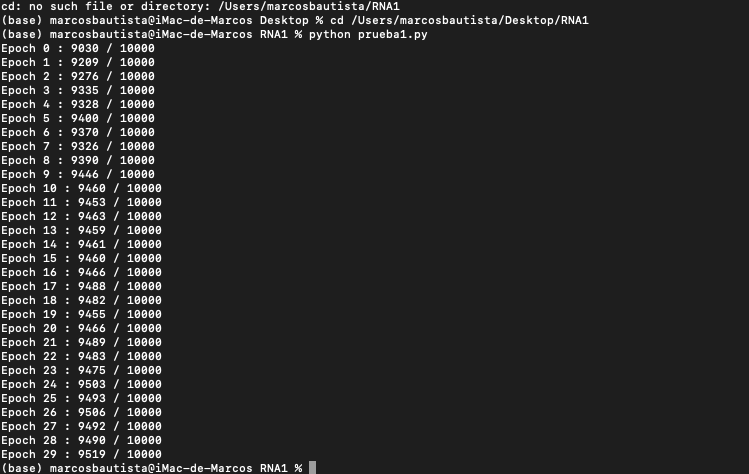 cd: no such file or directory: /Users/marcosbautista/RNA1
(base) marcosbautista@iMac-de-Marcos Desktop % cd /Users/marcosbautista/Desktop/RNA1
(base) marcosbautista@iMac-de-Marcos RNA1 % python prueba1.py
Epoch 0 : 9030 / 10000
Epoch 1 : 9209 / 10000
Epoch 2 : 9276 / 10000
Epoch 3 : 9335 / 10000
Epoch 4 : 9328 / 10000
Epoch 5 : 9400 / 10000
Epoch 6 : 9370 / 10000
Epoch 7 : 9326 / 10000
Epoch 8 : 9390 / 10000
Epoch 9 : 9446 / 10000
Epoch 10 : 9460 / 10000
Epoch 11 : 9453 / 10000
Epoch 12 : 9463 / 10000
Epoch 13 : 9459 / 10000
Epoch 14 : 9461 / 10000
Epoch 15 : 9460 / 10000
Epoch 16 : 9466 / 10000
Epoch 17 : 9488 / 10000
Epoch 18 : 9482 / 10000
Epoch 19 : 9455 / 10000
Epoch 20 : 9466 / 10000
Epoch 21 : 9489 / 10000
Epoch 22 : 9483 / 10000
Epoch 23 : 9475 / 10000
Epoch 24 : 9503 / 10000
Epoch 25 : 9493 / 10000
Epoch 26 : 9506 / 10000
Epoch 27 : 9492 / 10000
Epoch 28 : 9490 / 10000
Epoch 29 : 9519 / 10000
(base) marcosbautista@iMac-de-Marcos RNA1 %